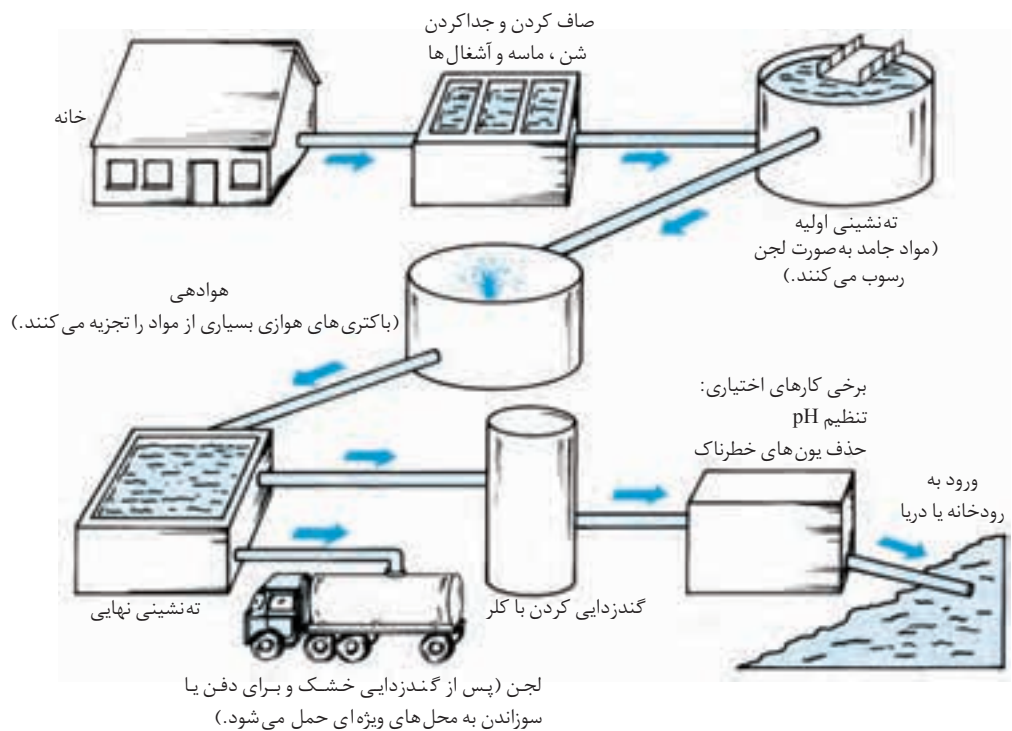 صاف کردن و جداکردن
شن ، ماسه و آشغال‌ها
خانه
ته‌نشینی اولیه
(مواد جامد به‌صورت لجن
رسوب می‌کنند.)
هوادهی
(باکتری‌های هوازی بسیاری از مواد را تجزیه می‌کنند.)
برخی کارهای اختیاری:
تنظیم pH
حذف یون‌های خطرناک
ورود به
رودخانه یا دریا
ته‌نشینی نهایی
گندزدایی کردن با کلر
لجن (پس از گندزدایی خشک و برای دفن یا
سوزاندن به محل‌های ویژه‌ای حمل می‌شود.)